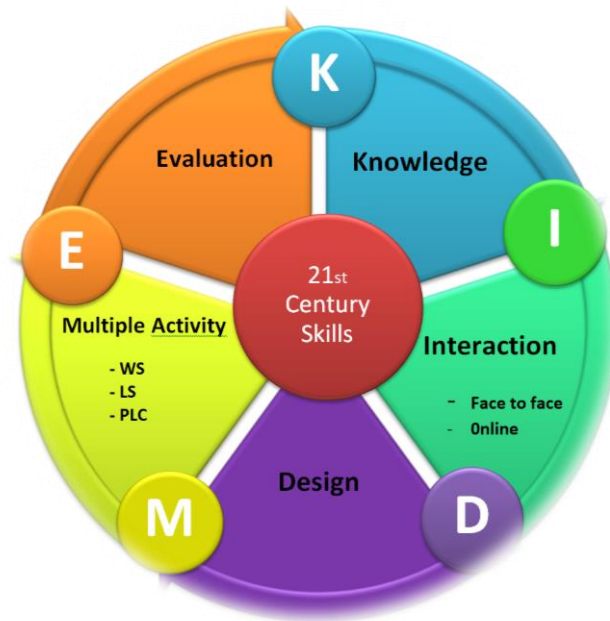 K
Evaluation
Knowledge
E
I
21st
Century
Skills
Multiple Activity
- WS
- LS
- PLC
Interaction
- Face to face
- 0nline
Design
M
D